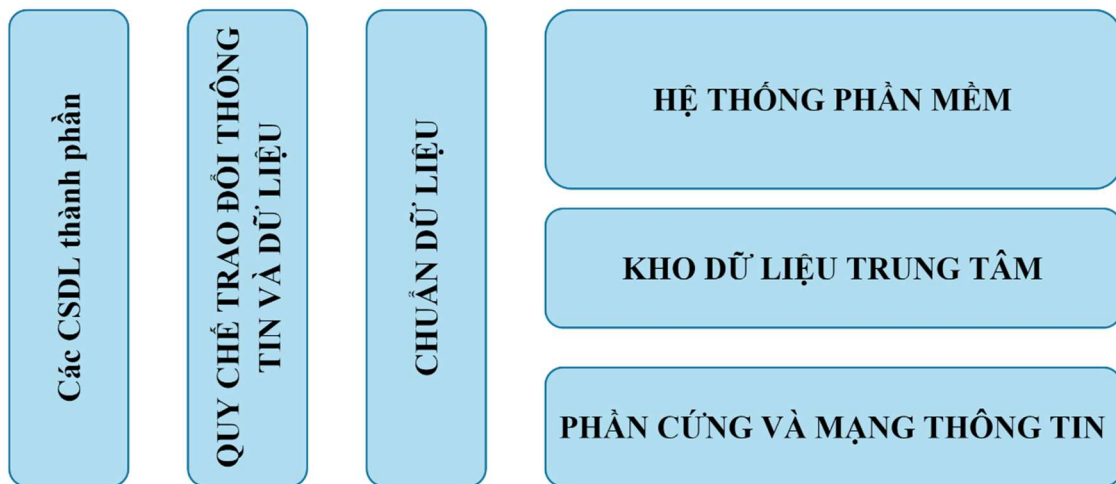 Các CSDL thành phần
QUY CHẾ TRAO ĐỔI THÔNG
TIN VÀ DỮ LIỆU
CHUẨN DỮ LIỆU
HỆ THỐNG PHẦN MỀM
KHO DỮ LIỆU TRUNG TÂM
PHẦN CỨNG VÀ MẠNG THÔNG TIN